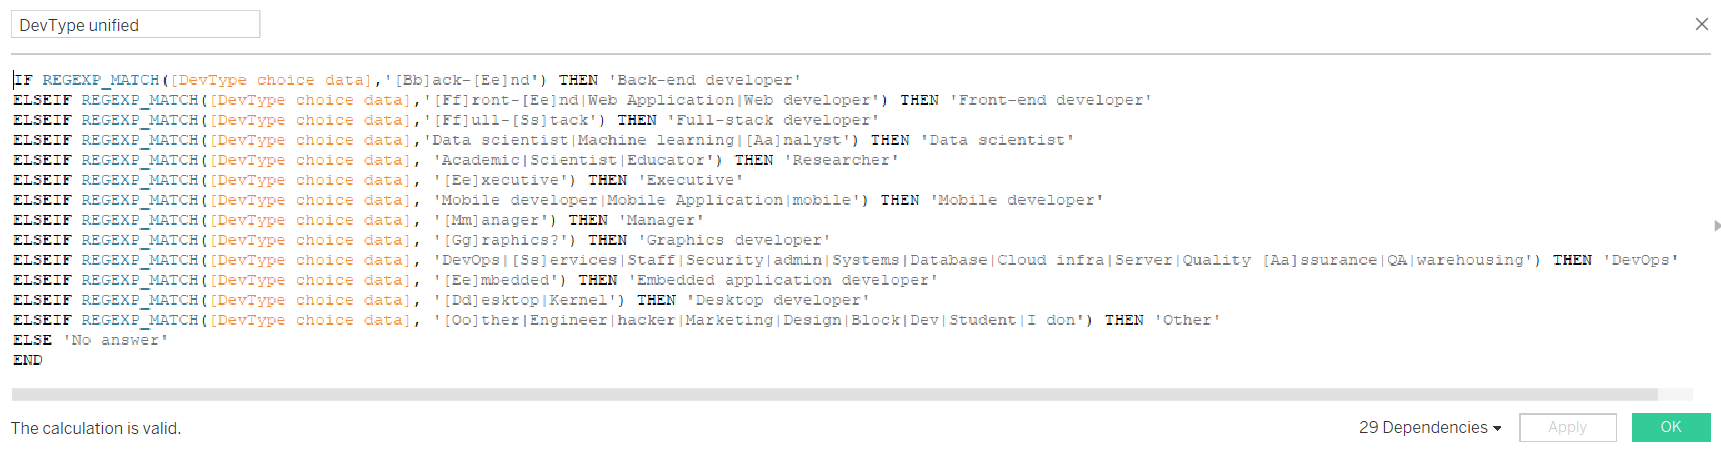 DevType unified
IF REGEXP_MATCH([DevType choice data],'[Bb]ack-[Ee]nd') THEN 'Back-end developer'
ELSEIF REGEXP_MATCH([DevType choice data],'[Ff]ront-[Ee]nd|Web Application|Web developer') THEN 'Front-end developer'
ELSEIF REGEXP_MATCH([DevType choice data],'[Ff]ull-[Ss]tack') THEN 'Full-stack developer'
ELSEIF REGEXP_MATCH([DevType choice data],'Data scientist|Machine learning|[Aa]nalyst') THEN 'Data scientist'
ELSEIF REGEXP_MATCH([DevType choice data], 'Academic|Scientist|Educator') THEN 'Researcher'
ELSEIF REGEXP_MATCH([DevType choice data], '[Ee]xecutive') THEN 'Executive'
ELSEIF REGEXP_MATCH([DevType choice data], 'Mobile developer|Mobile Application|mobile') THEN 'Mobile developer'
ELSEIF REGEXP_MATCH([DevType choice data], '[Mm]anager') THEN 'Manager'
ELSEIF REGEXP_MATCH([DevType choice data], '[Gg]raphics?') THEN 'Graphics developer'
ELSEIF REGEXP_MATCH([DevType choice data], 'DevOps|[Ss]ervices|Staff|Security|admin|Systems|Database|Cloud infra|Server|Quality [Aa]ssurance|QA|warehousing') THEN 'DevOps'
ELSEIF REGEXP_MATCH([DevType choice data], '[Ee]mbedded') THEN 'Embedded application developer'
ELSEIF REGEXP_MATCH([DevType choice data], '[Dd]esktop|Kernel') THEN 'Desktop developer'
ELSEIF REGEXP_MATCH([DevType choice data], '[Oo]ther|Engineer|hacker|Marketing|Design|Block|Dev|Student|I don') THEN 'Other'
ELSE 'No answer'
END
The calculation is valid.
29 Dependencies
Apply
OK